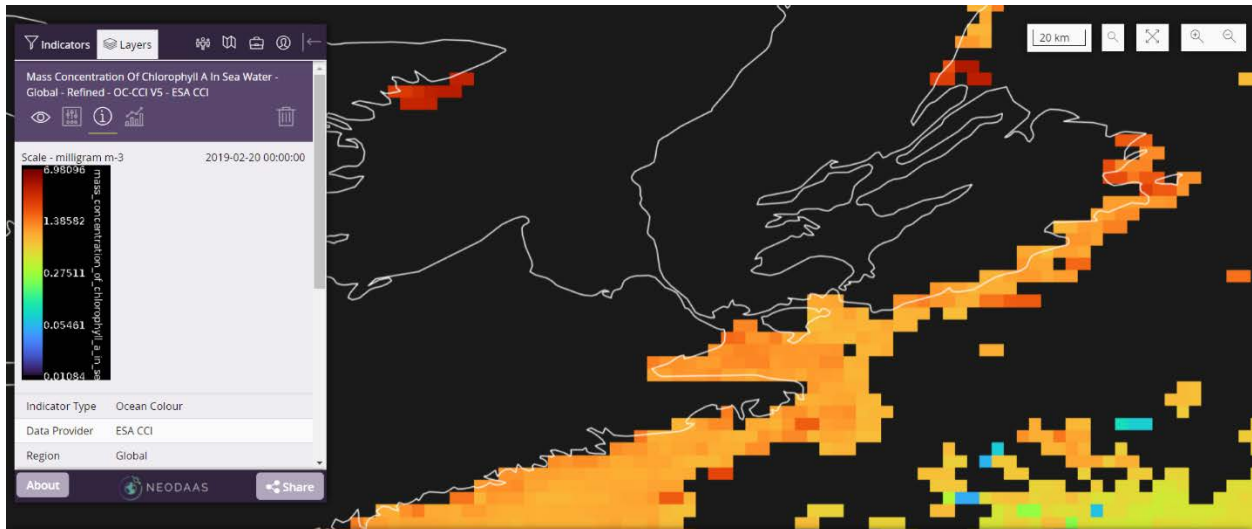 Indicators
Layers
Mass Concentration Of Chlorophyll A In Sea Water -
Global - Refined - OC-CCI V5 - ESA CCI
Scale - milligram m-3
2019-02-20 00:00:00
6.98096
1.38582
0.27511
0.05461
0.01084
mass_concentration_of_chlorophyll_a_in_se
Indicator Type Ocean Colour
Data Provider ESA CCI
Region Global
About
NEODAAS
Share
20 km